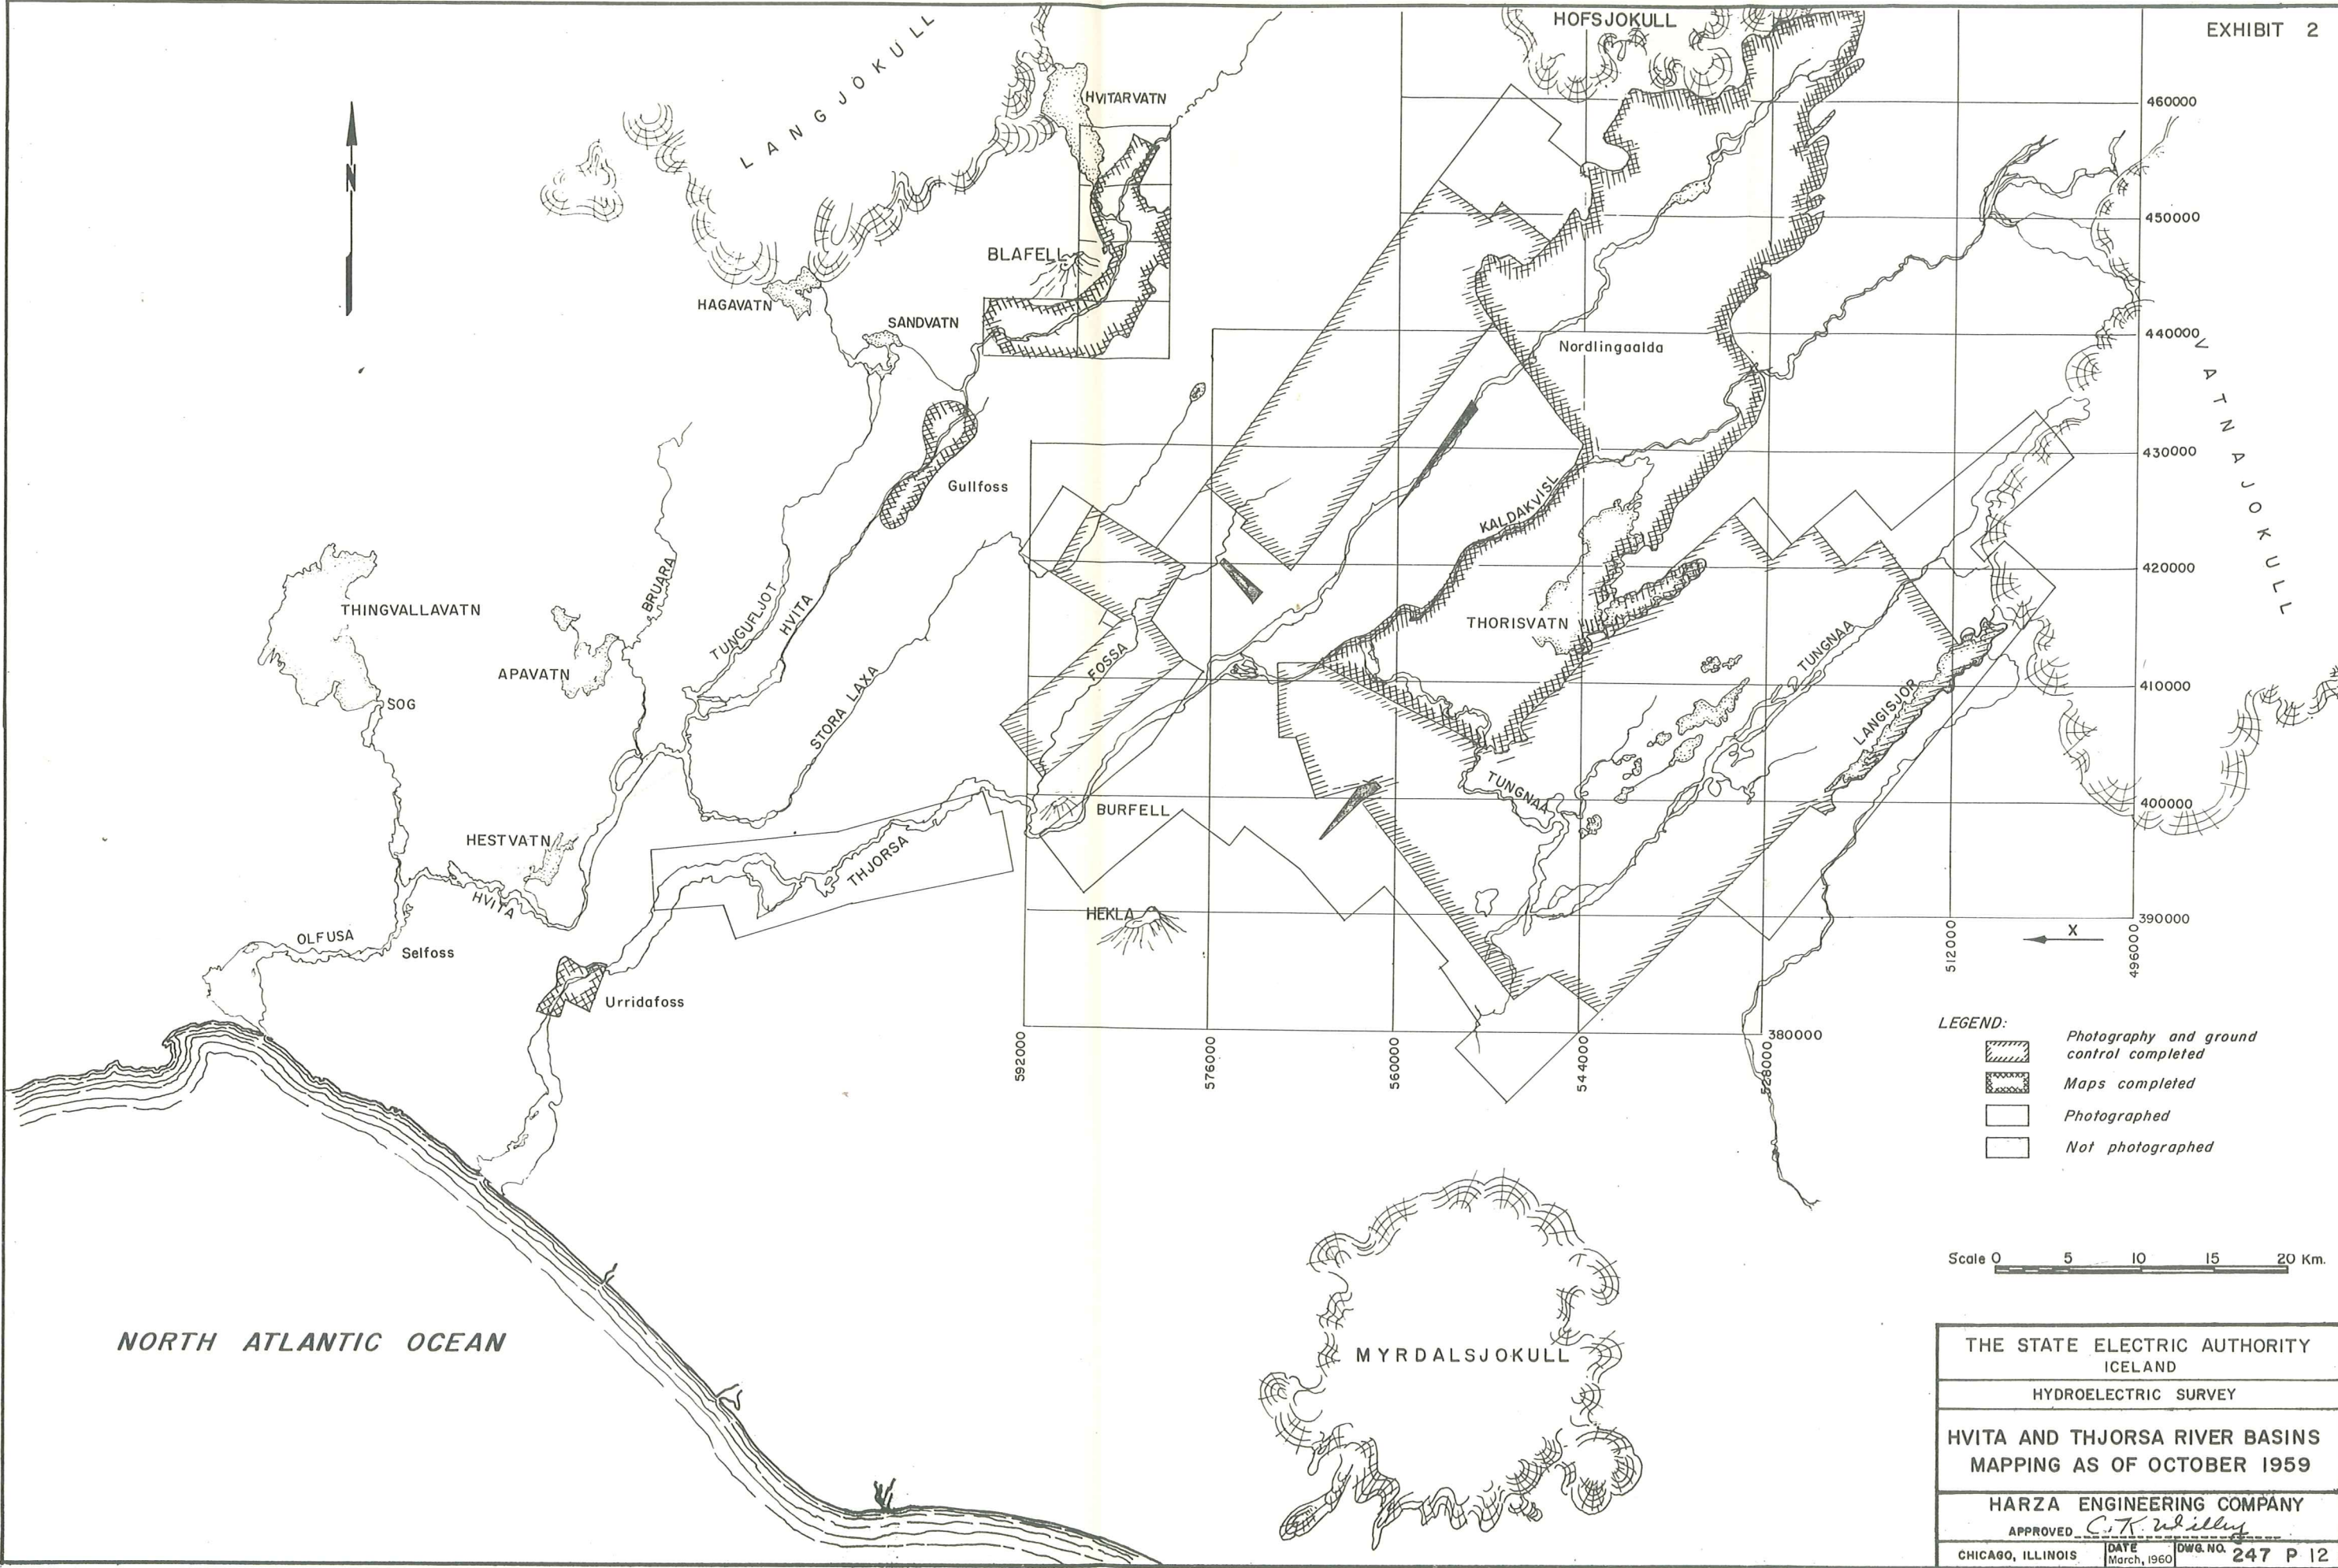 EXHIBIT 2
HOFSJOKULL
LANGJOKULL
HVITARVATN
460000
N
450000
BLAFELL
HAGAVATN
SANDVATN
440000
Nordlingaalda
VATNAJOKULL
430000
Gullfoss
KALDAKVISL
420000
BRUARA
THINGVALLAVATN
TUNGUFLJOT
HVITA
THORISVATN
TUNGNAA
FOSSA
APAVATN
STORA LAXA
410000
SOG
LANGISJOR
TUNGNAA
400000
BURFELL
HESTVATN
THJORSA
HVITA
HEKLA
390000
X
OLFUSA
Selfoss
512000
496000
Urridafoss
380000
592000
576000
560000
544000
5280000
LEGEND:
Photography and ground
control completed
Maps completed
Photographed
Not photographed
Scale 0 5 10 15 20 Km.
NORTH ATLANTIC OCEAN
MYRDALSJOKULL
THE STATE ELECTRIC AUTHORITY
ICELAND
HYDROELECTRIC SURVEY
HVITA AND THJORSA RIVER BASINS
MAPPING AS OF OCTOBER 1959
HARZA ENGINEERING COMPANY
APPROVED C. K. Willey
CHICAGO, ILLINOIS
DATE
March, 1960
DWG. NO. 247 P 12